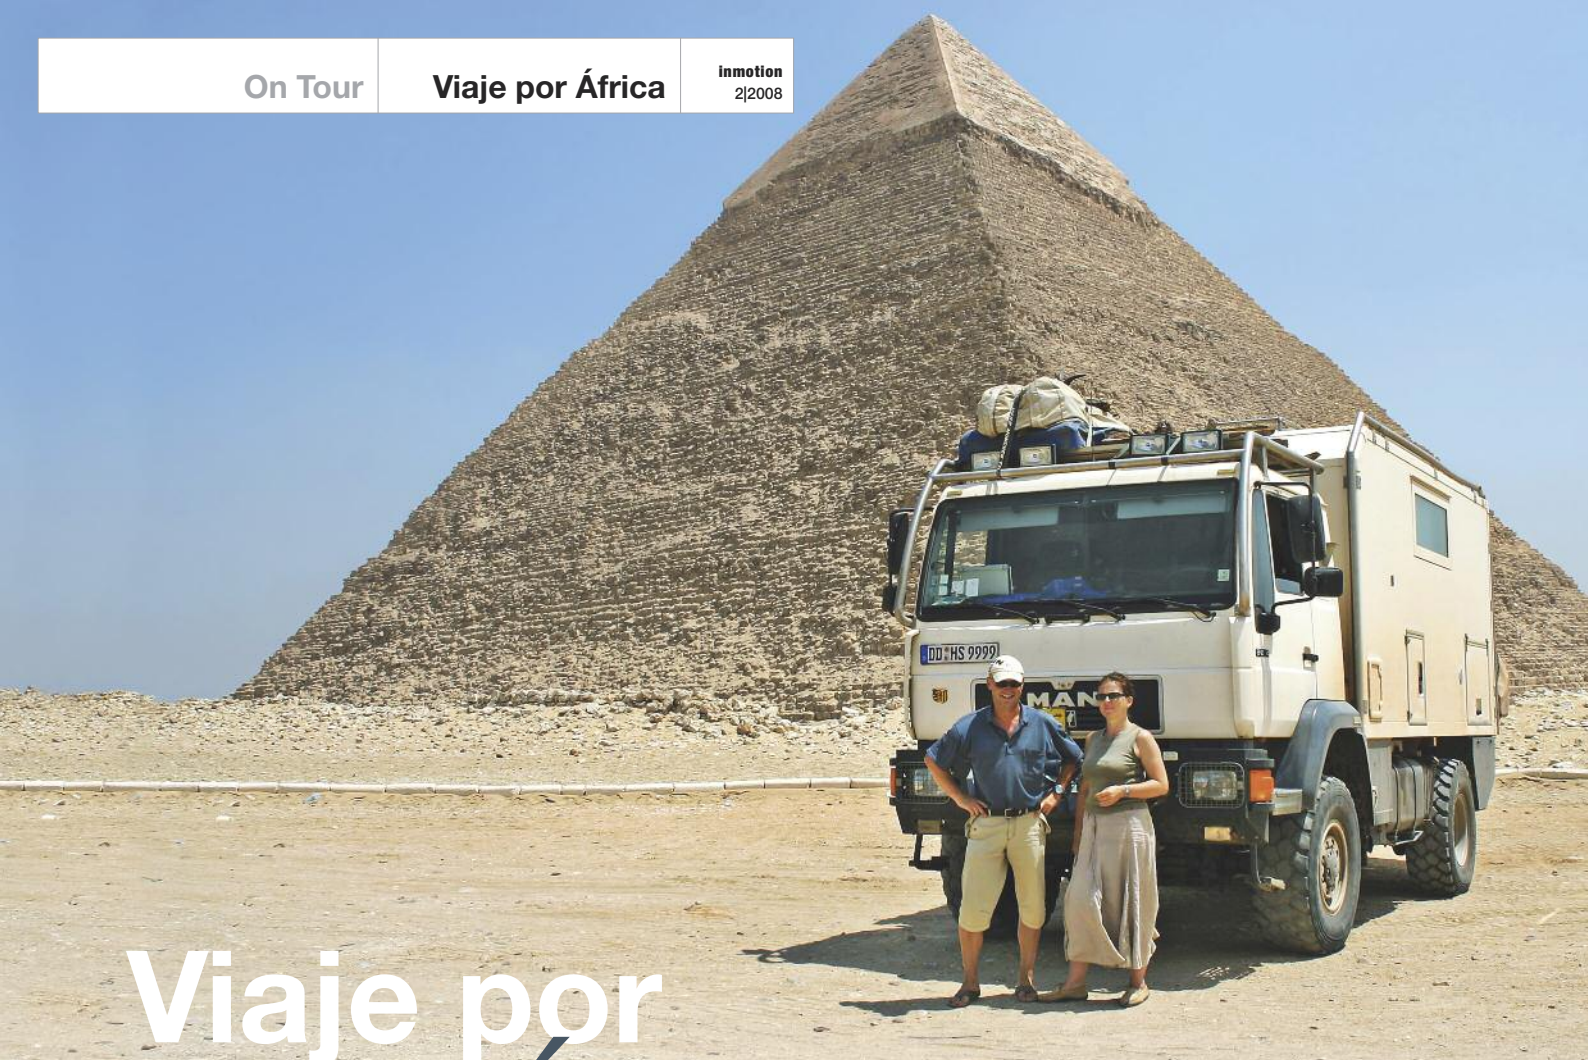 On Tour
Viaje por África
inmotion
2|2008
DD HS 9999
MAN
Viaje por